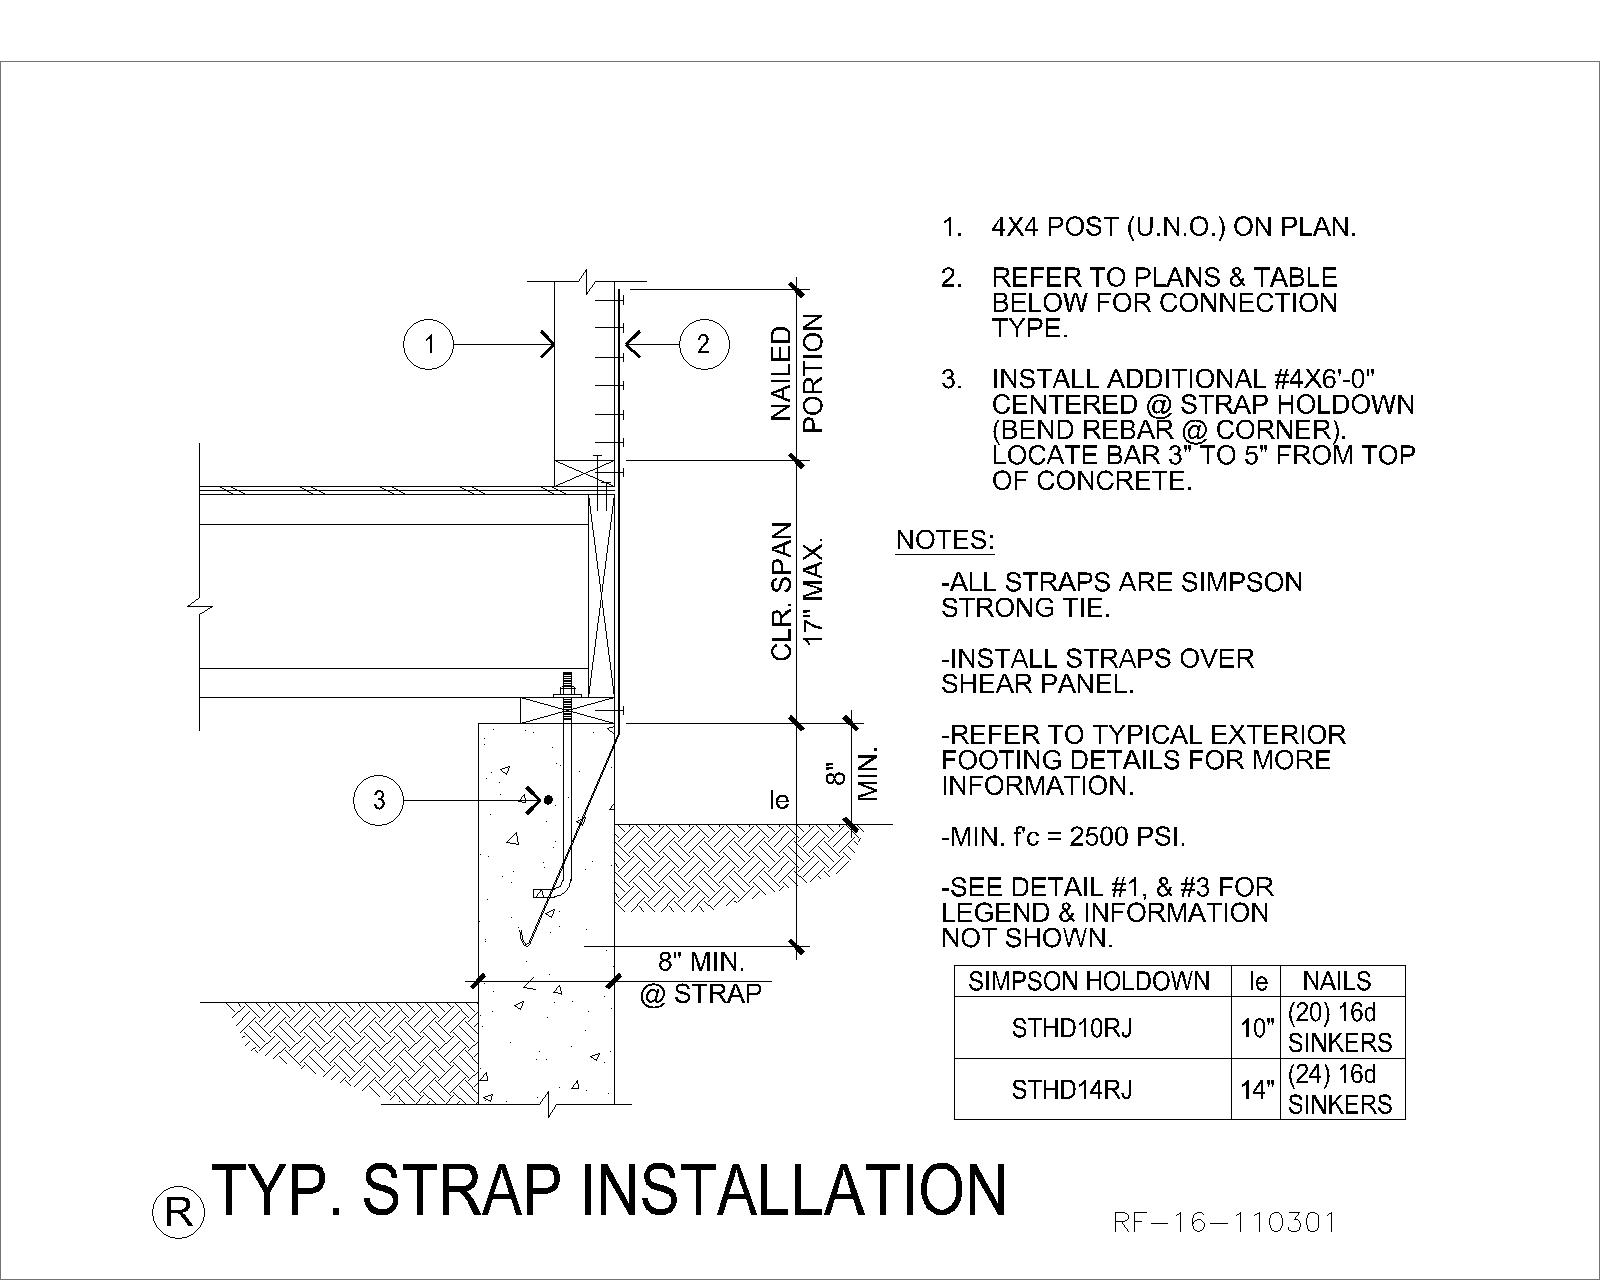 1. 4X4 POST (U.N.O.) ON PLAN.
2. REFER TO PLANS & TABLE
BELOW FOR CONNECTION
TYPE.
3. INSTALL ADDITIONAL #4X6'-0"
CENTERED @ STRAP HOLDOWN
(BEND REBAR @ CORNER).
LOCATE BAR 3" TO 5" FROM TOP
OF CONCRETE.
NOTES:
-ALL STRAPS ARE SIMPSON
STRONG TIE.
-INSTALL STRAPS OVER
SHEAR PANEL.
-REFER TO TYPICAL EXTERIOR
FOOTING DETAILS FOR MORE
INFORMATION.
-MIN. f'c = 2500 PSI.
-SEE DETAIL #1, & #3 FOR
LEGEND & INFORMATION
NOT SHOWN.
SIMPSON HOLDOWN le NAILS
STHD10RJ 10" (20) 16d
SINKERS
STHD14RJ 14" (24) 16d
SINKERS
1
2
NAILED
PORTION
CLR. SPAN
17" MAX.
3
le
8"
MIN.
8" MIN.
@ STRAP
R TYP. STRAP INSTALLATION
RF-16-110301